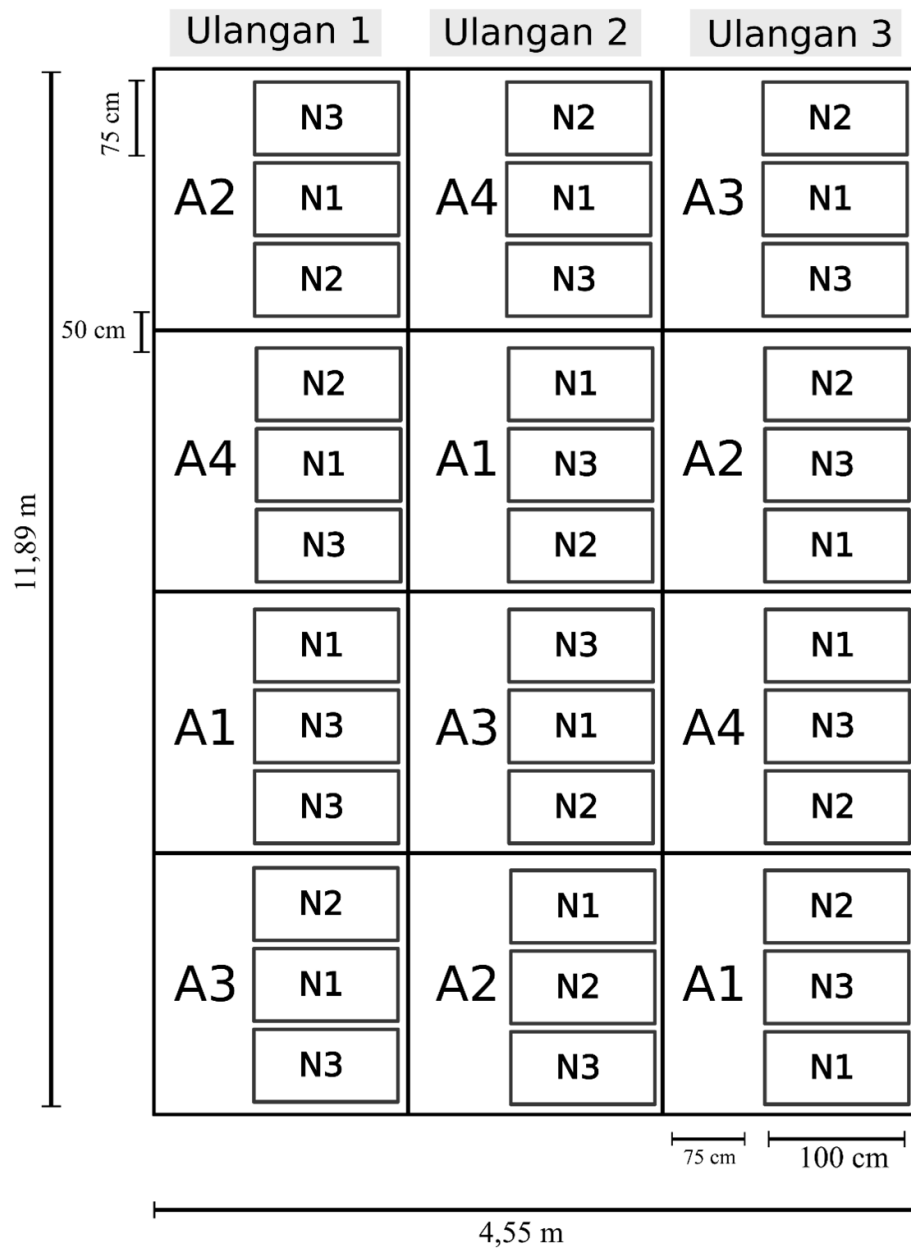 Ulangan 1 Ulangan 2 Ulangan 3
75 cm
A2 N3 N1 N2
A4 N2 N1 N3
A3 N2 N1 N3
50 cm
11,89 m
A4 N2 N1 N3
A1 N1 N3 N2
A2 N2 N3 N1
A1 N1 N3 N3
A3 N3 N1 N2
A4 N1 N3 N2
A3 N2 N1 N3
A2 N1 N2 N3
A1 N2 N3 N1
75 cm 100 cm
4,55 m